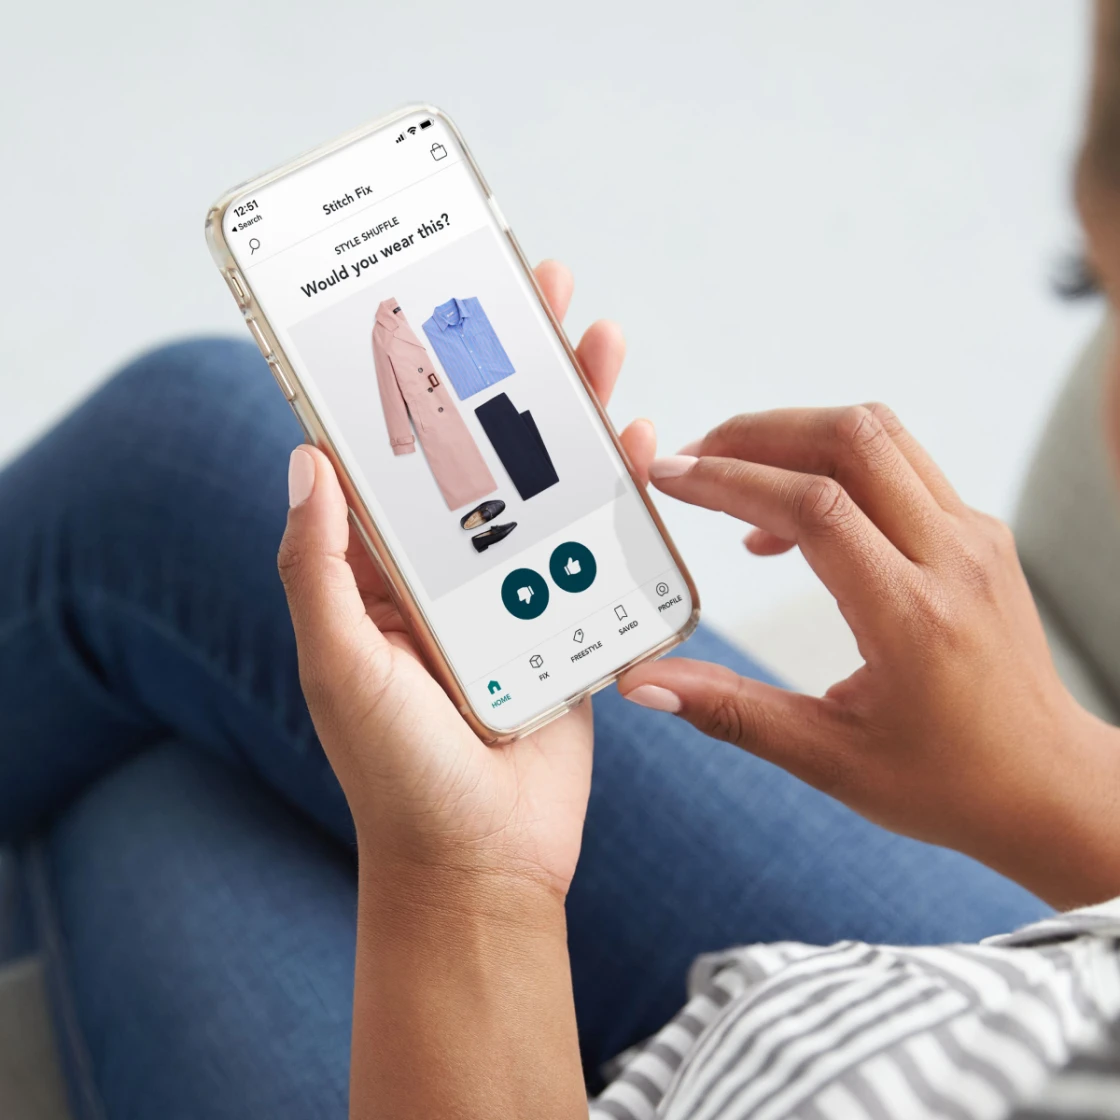 12:51
◀ Search
Stitch Fix
STYLE SHUFFLE
Would you wear this?
HOME
FIX
FREESTYLE
SAVED
PROFILE